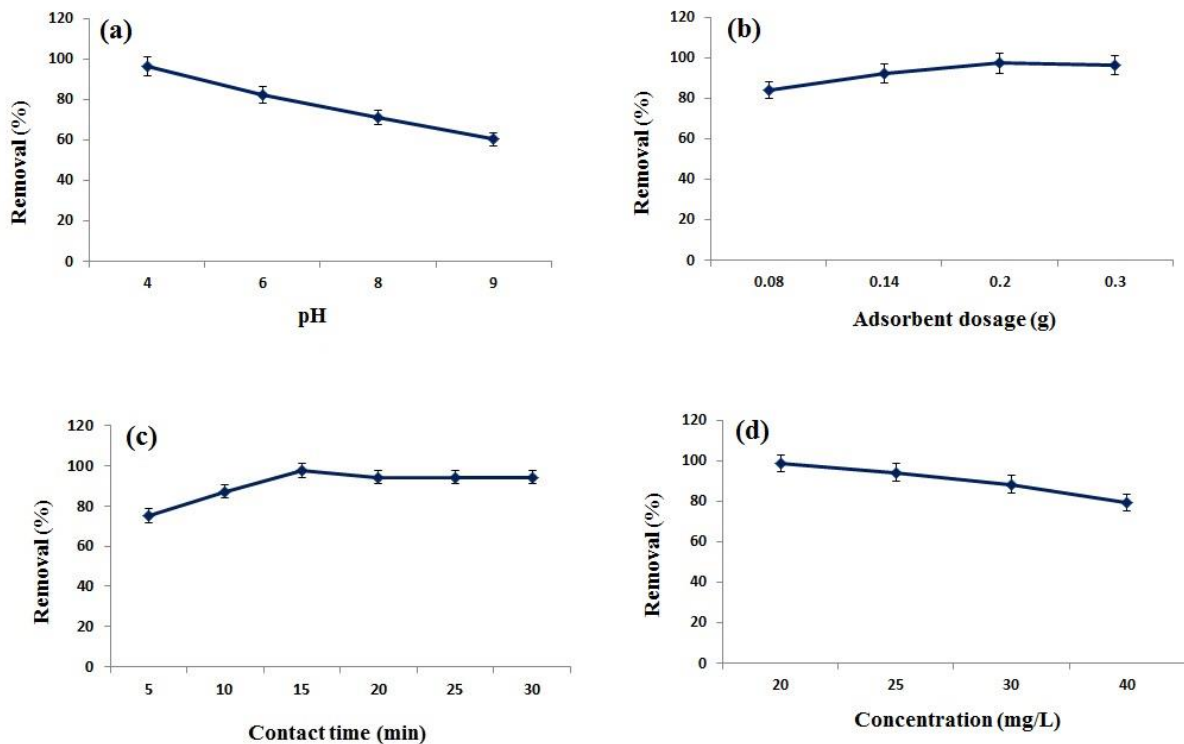 (a)
120
100
80
60
40
20
0
Removal (%)
4 6 8 9
pH
(b)
120
100
80
60
40
20
0
Removal (%)
0.08 0.14 0.2 0.3
Adsorbent dosage (g)
(c)
120
100
80
60
40
20
0
Removal (%)
5 10 15 20 25 30
Contact time (min)
(d)
120
100
80
60
40
20
0
Removal (%)
20 25 30 40
Concentration (mg/L)